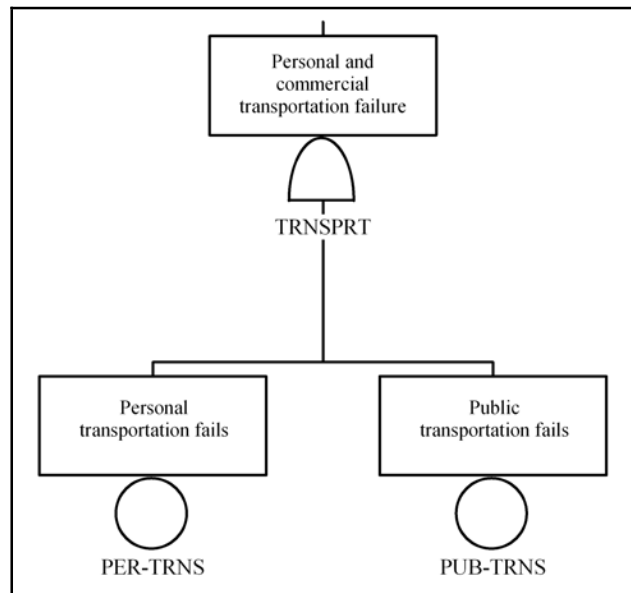 Personal and
commercial
transportation failure
TRNSPRT
Personal
transportation fails
Public
transportation fails
PER-TRNS
PUB-TRNS